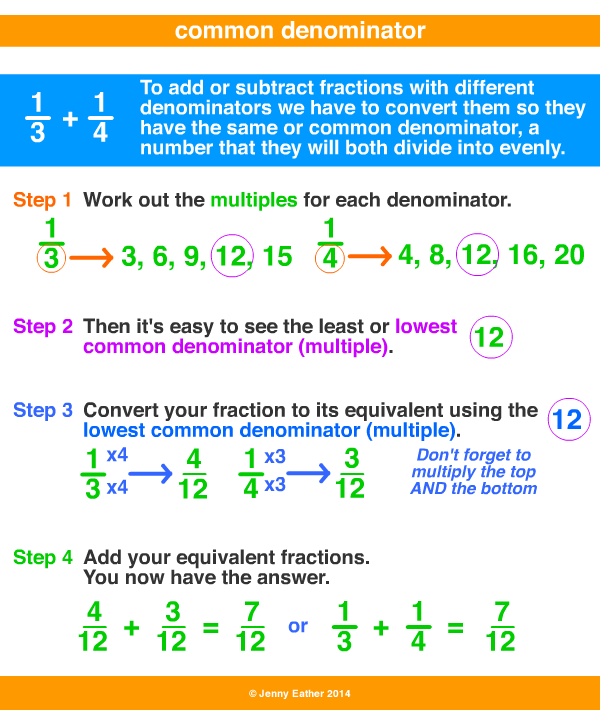 common denominator
1/3 + 1/4
To add or subtract fractions with different
denominators we have to convert them so they
have the same or common denominator, a
number that they will both divide into evenly.
Step 1 Work out the multiples for each denominator.
1/3 → 3, 6, 9, 12, 15 1/4 → 4, 8, 12, 16, 20
Step 2 Then it's easy to see the least or lowest
common denominator (multiple). 12
Step 3 Convert your fraction to its equivalent using the
lowest common denominator (multiple). 12
1/3 x4 x4 → 4/12 1/4 x3 x3 → 3/12
Don't forget to
multiply the top
AND the bottom
Step 4 Add your equivalent fractions.
You now have the answer.
4/12 + 3/12 = 7/12 or 1/3 + 1/4 = 7/12
© Jenny Eather 2014